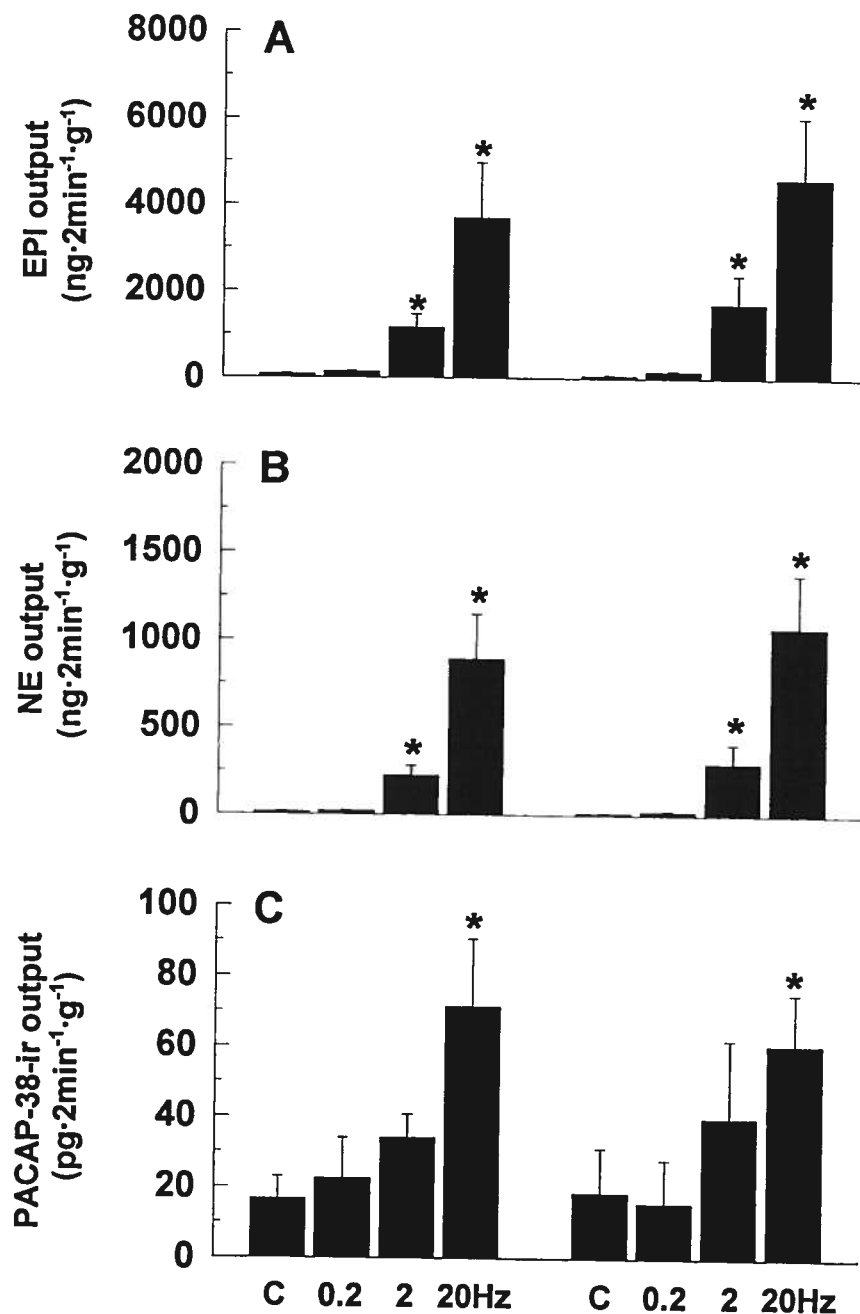 A
8000
6000
4000
2000
0
EPI output
(ng·2min⁻¹·g⁻¹)
* * * *
B
2000
1500
1000
500
0
NE output
(ng·2min⁻¹·g⁻¹)
* * * *
C
100
80
60
40
20
0
PACAP-38-ir output
(pg·2min⁻¹·g⁻¹)
* *
C 0.2 2 20Hz C 0.2 2 20Hz